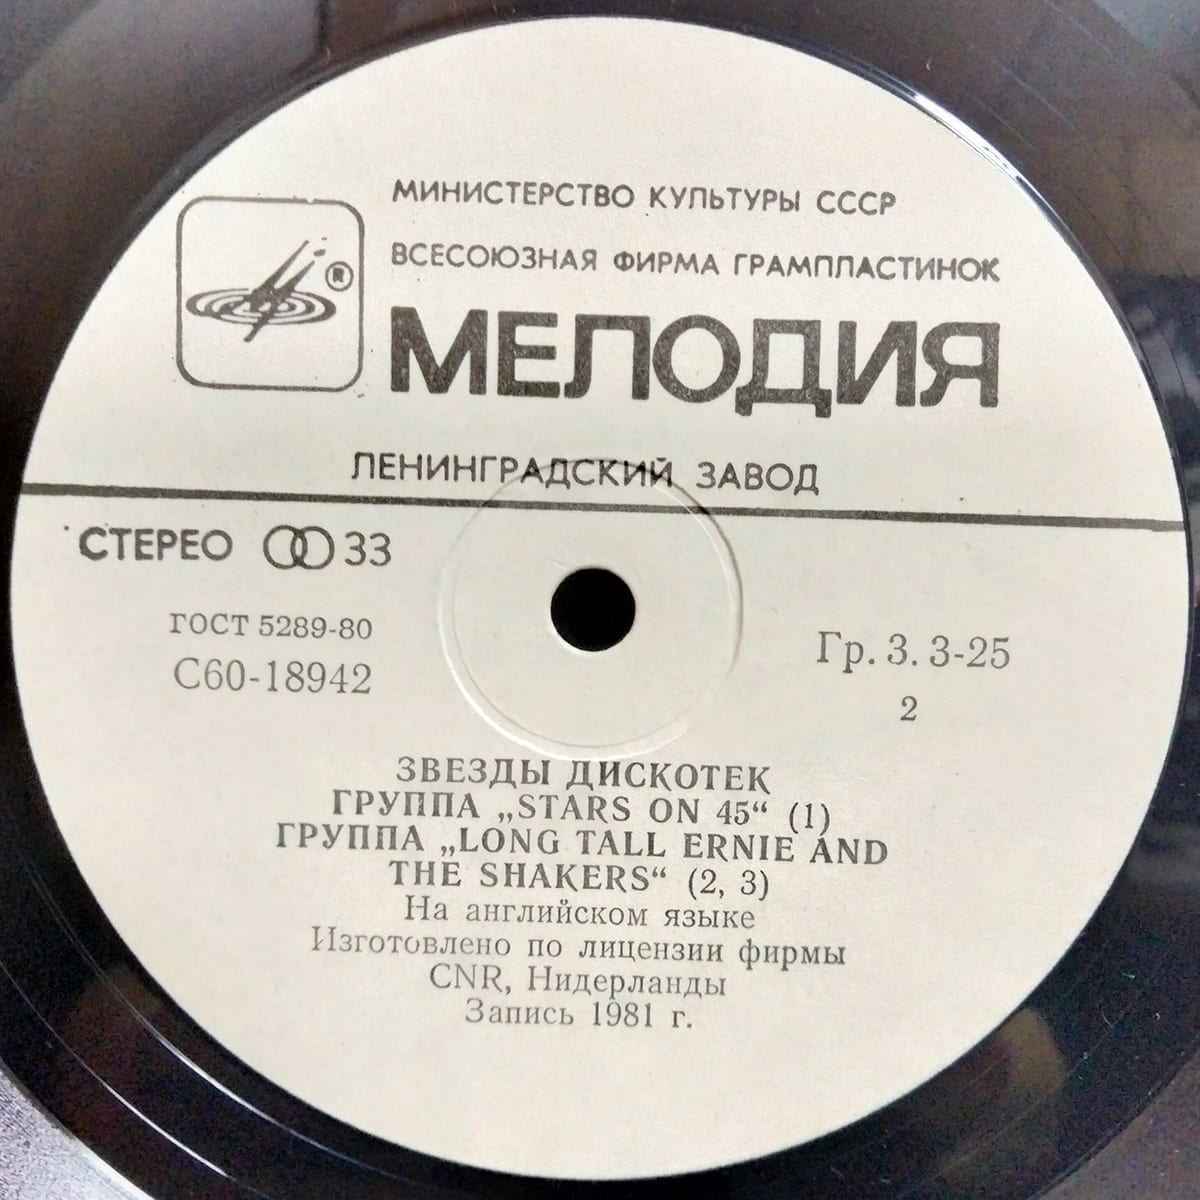 МИНИСТЕРСТВО КУЛЬТУРЫ СССР
ВСЕСОЮЗНАЯ ФИРМА ГРАМПЛАСТИНОК
®
МЕЛОДИЯ
ЛЕНИНГРАДСКИЙ ЗАВОД
СТЕРЕО 33
ГОСТ 5289-80
С60-18942
Гр. 3. 3-25
2
ЗВЕЗДЫ ДИСКОТЕК
ГРУППА „STARS ON 45“ (1)
ГРУППА „LONG TALL ERNIE AND
THE SHAKERS“ (2, 3)
На английском языке
Изготовлено по лицензии фирмы
CNR, Нидерланды
Запись 1981 г.